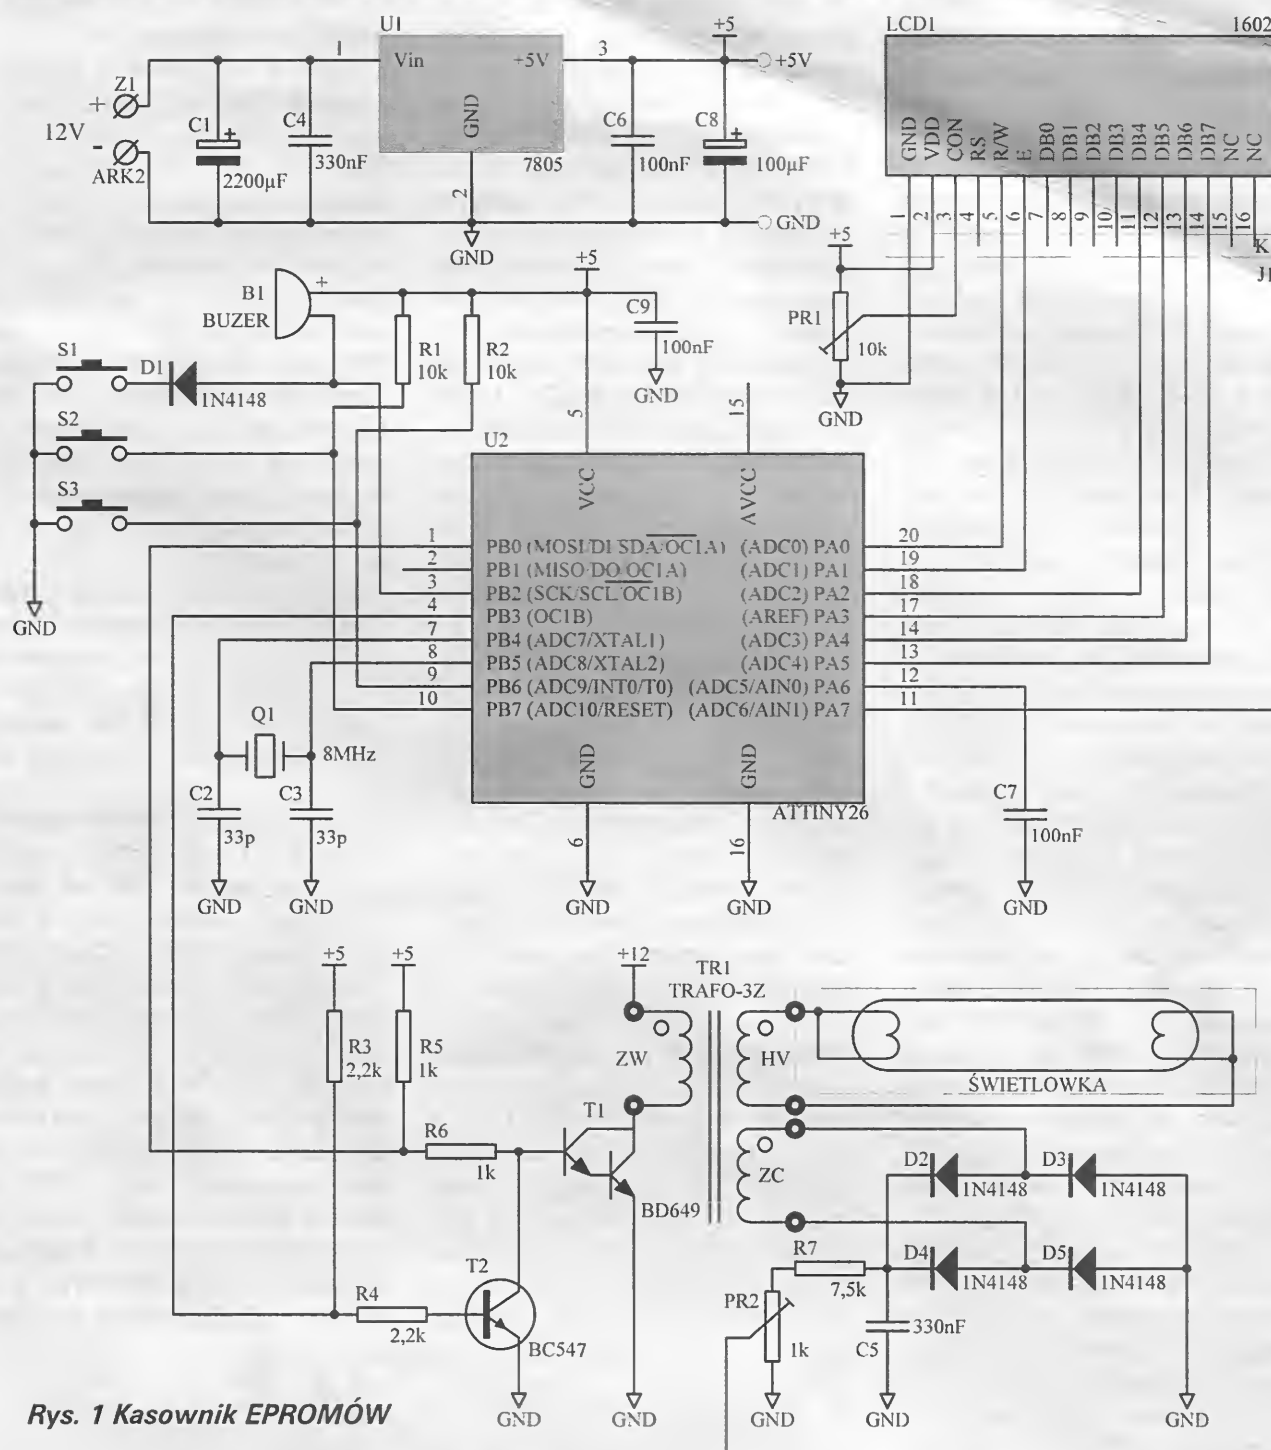 U1
+5
LCD1 1602
1 Vin +5V 3 +5V
Z1
+ C1 + C4 GND C6 C8 +
12V
-
330nF 7805 100nF 100µF
ARK2 2200µF
2
GND
GND
GND VDD CON RS R/W E DB0 DB1 DB2 DB3 DB4 DB5 DB6 DB7 NC NC
1 2 3 4 5 6 7 8 9 10 11 12 13 14 15 16
K
J1
+5
PR1
10k
GND
+5
B1 +
BUZER
C9
100nF
GND
R1
10k
R2
10k
S1 D1
1N4148
S2
S3
GND
5 15
U2
VCC AVCC
1 PB0 (MOSI/DI/SDA/OC1A) (ADC0) PA0 20
2 PB1 (MISO/DO/OC1A) (ADC1) PA1 19
3 PB2 (SCK/SCL/OC1B) (ADC2) PA2 18
4 PB3 (OC1B) (AREF) PA3 17
7 PB4 (ADC7/XTAL1) (ADC3) PA4 14
8 PB5 (ADC8/XTAL2) (ADC4) PA5 13
9 PB6 (ADC9/INT0/T0) (ADC5/AIN0) PA6 12
10 PB7 (ADC10/RESET) (ADC6/AIN1) PA7 11
GND GND
ATTINY26
6 16
GND GND
Q1
8MHz
C2 C3
33p 33p
GND GND
C7
100nF
GND
+5 +5 +12
TR1
TRAFO-3Z
R3
2,2k
R5
1k
ZW HV
ŚWIETLOWKA
T1
R6
1k
BD649
ZC
D2 D3
1N4148 1N4148
R7 D4 D5
7,5k 1N4148 1N4148
T2
R4
2,2k
BC547
PR2
1k
330nF
C5
GND GND GND GND GND
Rys. 1 Kasownik EPROMÓW